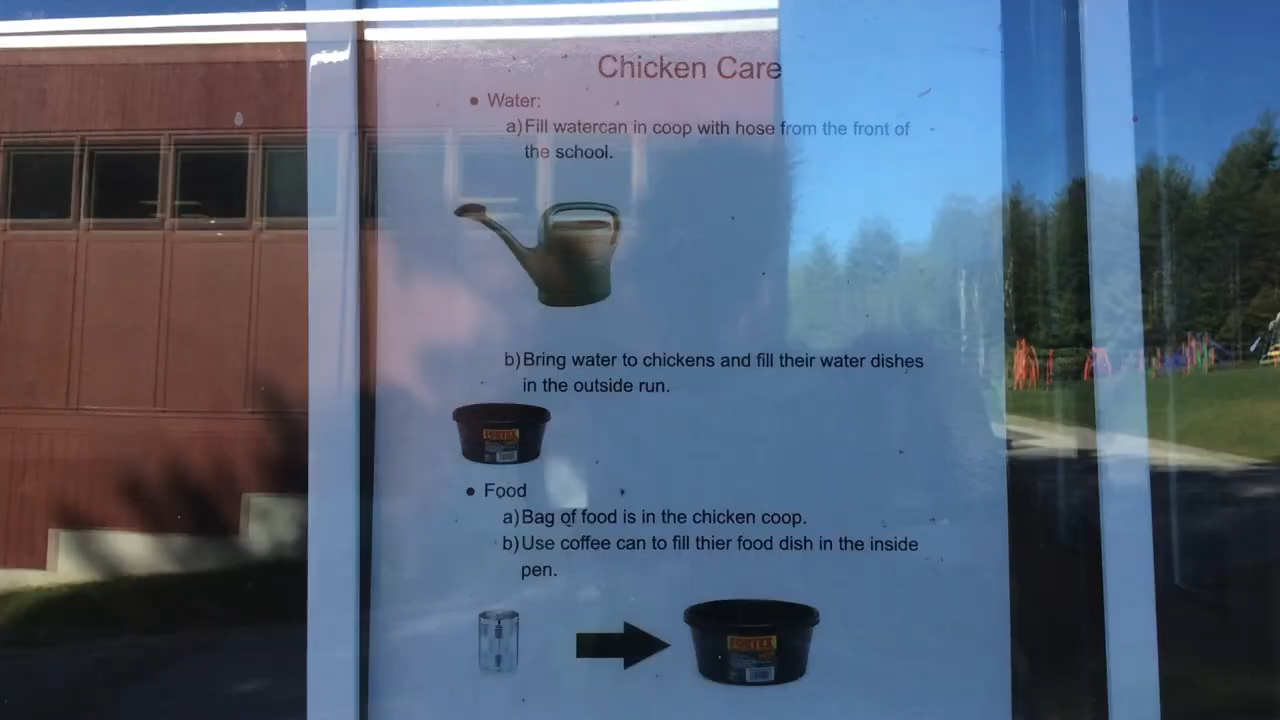 Chicken Care
• Water:
a) Fill watercan in coop with hose from the front of
the school.
b) Bring water to chickens and fill their water dishes
in the outside run.
FORTEX
• Food
a) Bag of food is in the chicken coop.
b) Use coffee can to fill thier food dish in the inside
pen.
FORTEX